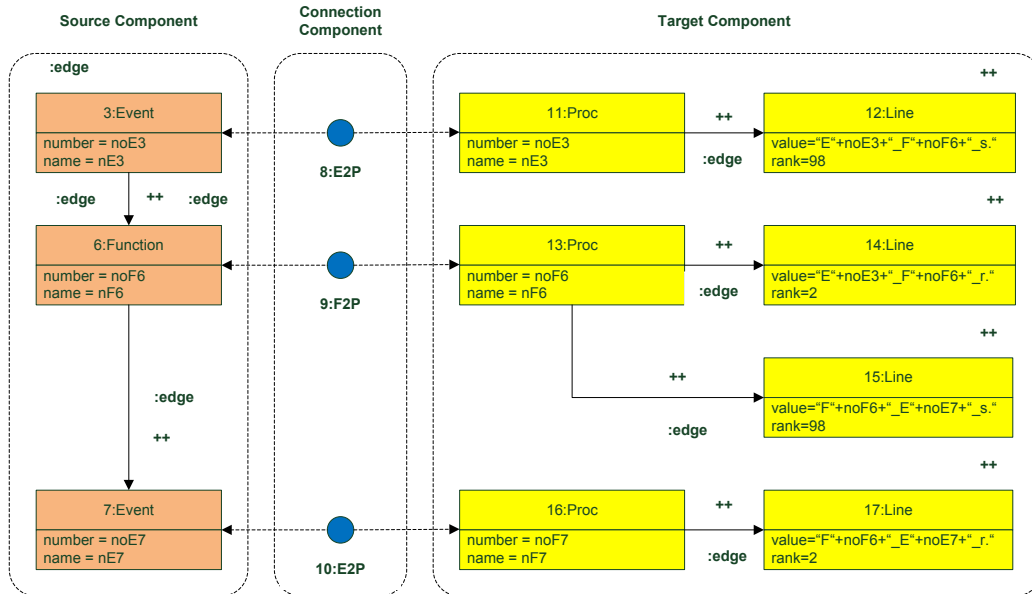 Source Component
Connection
Component
Target Component
:edge
++
3:Event
number = noE3
name = nE3
8:E2P
11:Proc
number = noE3
name = nE3
++
:edge
12:Line
value=“E“+noE3+“_F“+noF6+“_s.“
rank=98
:edge
++
:edge
++
6:Function
number = noF6
name = nF6
9:F2P
13:Proc
number = noF6
name = nF6
++
:edge
14:Line
value=“E“+noE3+“_F“+noF6+“_r.“
rank=2
++
++
15:Line
value=“F“+noF6+“_E“+noE7+“_s.“
rank=98
:edge
:edge
++
++
7:Event
number = noE7
name = nE7
10:E2P
16:Proc
number = noF7
name = nF7
++
:edge
17:Line
value=“F“+noF6+“_E“+noE7+“_r.“
rank=2